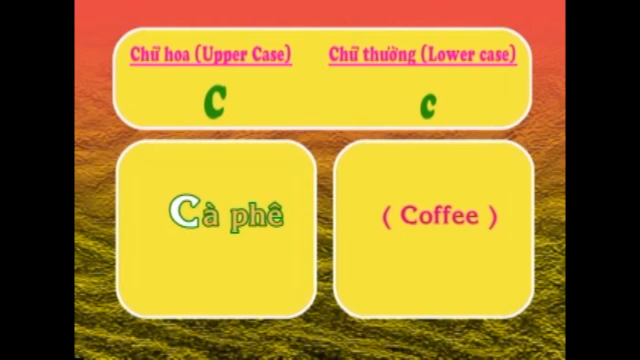 Chữ hoa (Upper Case) Chữ thường (Lower case)
C c
Cà phê ( Coffee )